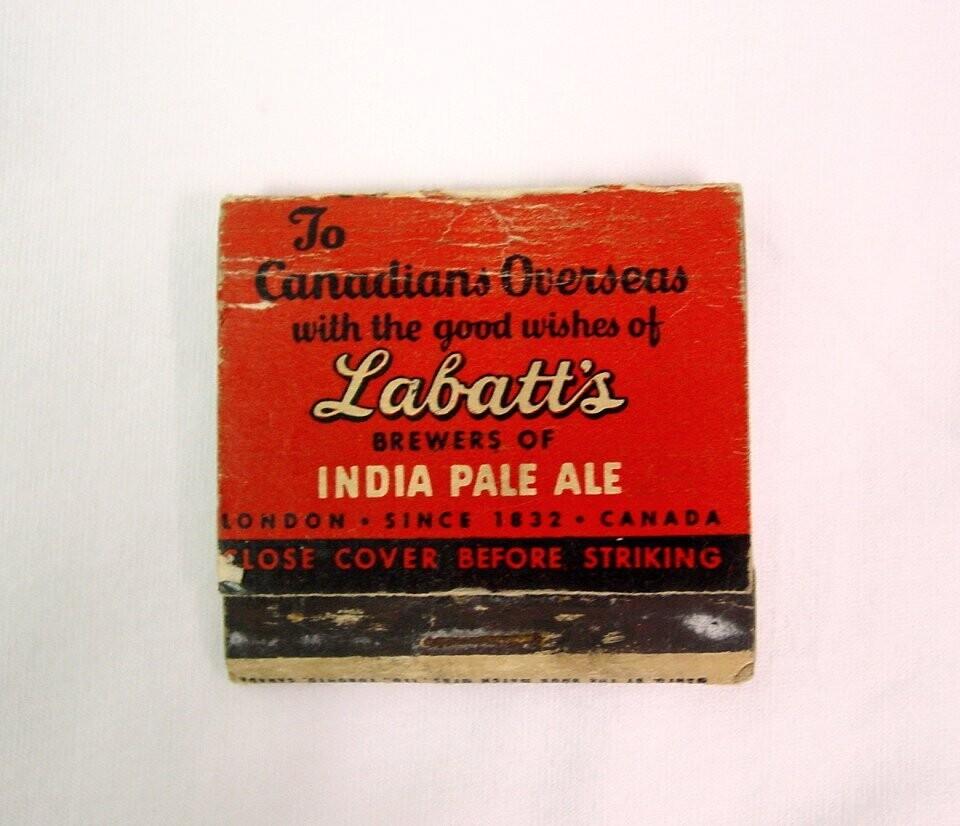 To
Canadians Overseas
with the good wishes of
Labatt's
BREWERS OF
INDIA PALE ALE
LONDON • SINCE 1832 • CANADA
CLOSE COVER BEFORE STRIKING